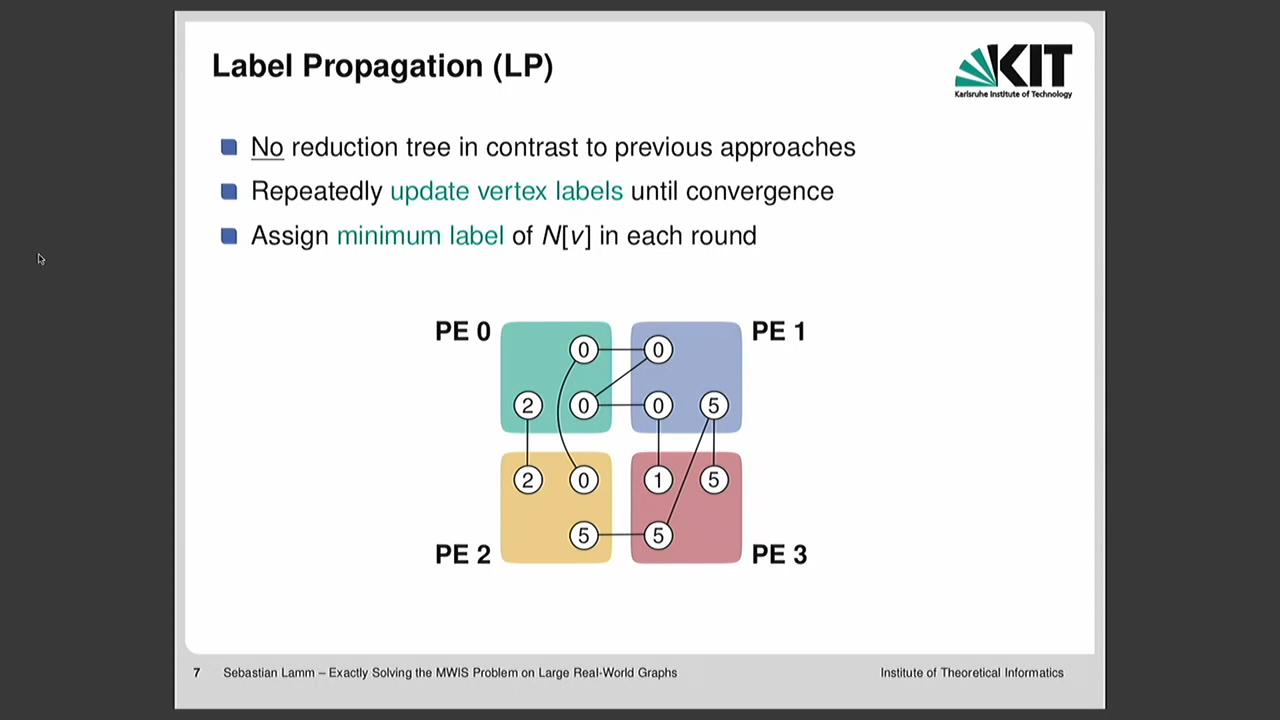 Label Propagation (LP)
KIT
Karlsruhe Institute of Technology
No reduction tree in contrast to previous approaches
Repeatedly update vertex labels until convergence
Assign minimum label of N[v] in each round
PE 0
PE 1
0 0
2 0 0 5
2 0 1 5
5 5
PE 2
PE 3
7 Sebastian Lamm – Exactly Solving the MWIS Problem on Large Real-World Graphs
Institute of Theoretical Informatics